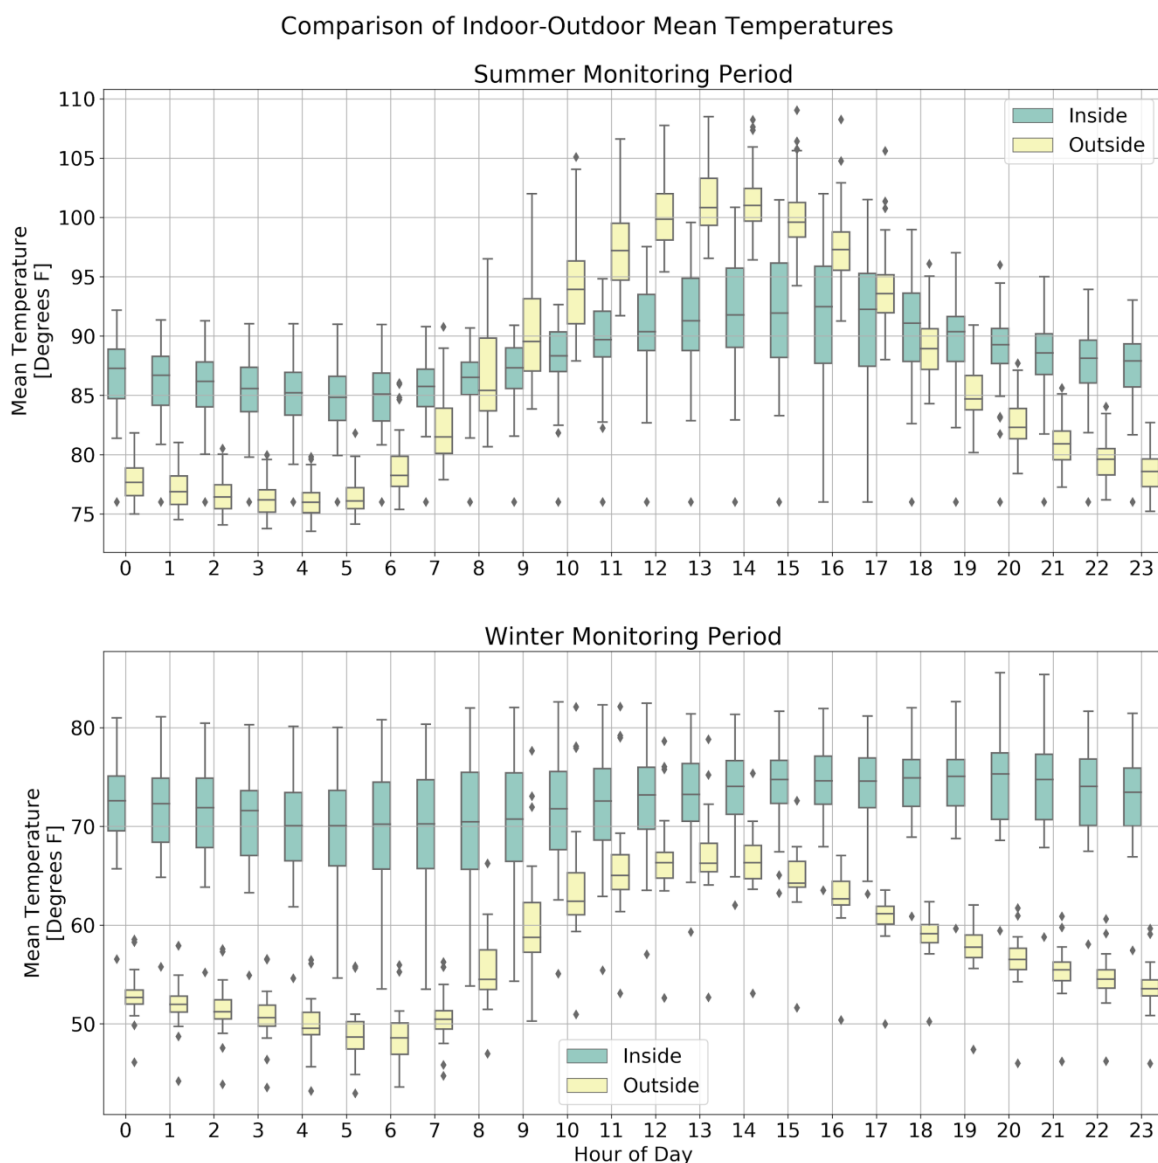 Comparison of Indoor-Outdoor Mean Temperatures
Summer Monitoring Period
Mean Temperature
[Degrees F]
110
105
100
95
90
85
80
75
Inside
Outside
0 1 2 3 4 5 6 7 8 9 10 11 12 13 14 15 16 17 18 19 20 21 22 23
Winter Monitoring Period
Mean Temperature
[Degrees F]
80
70
60
50
Inside
Outside
0 1 2 3 4 5 6 7 8 9 10 11 12 13 14 15 16 17 18 19 20 21 22 23
Hour of Day